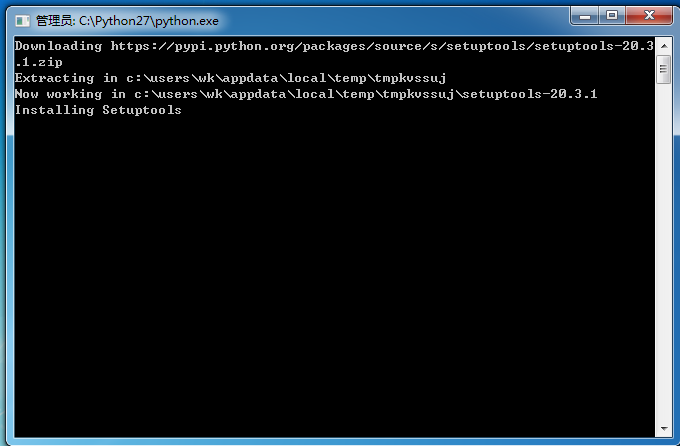 管理员: C:\Python27\python.exe
Downloading https://pypi.python.org/packages/source/s/setuptools/setuptools-20.3
.1.zip
Extracting in c:\users\wk\appdata\local\temp\tmpkvssuj
Now working in c:\users\wk\appdata\local\temp\tmpkvssuj\setuptools-20.3.1
Installing Setuptools